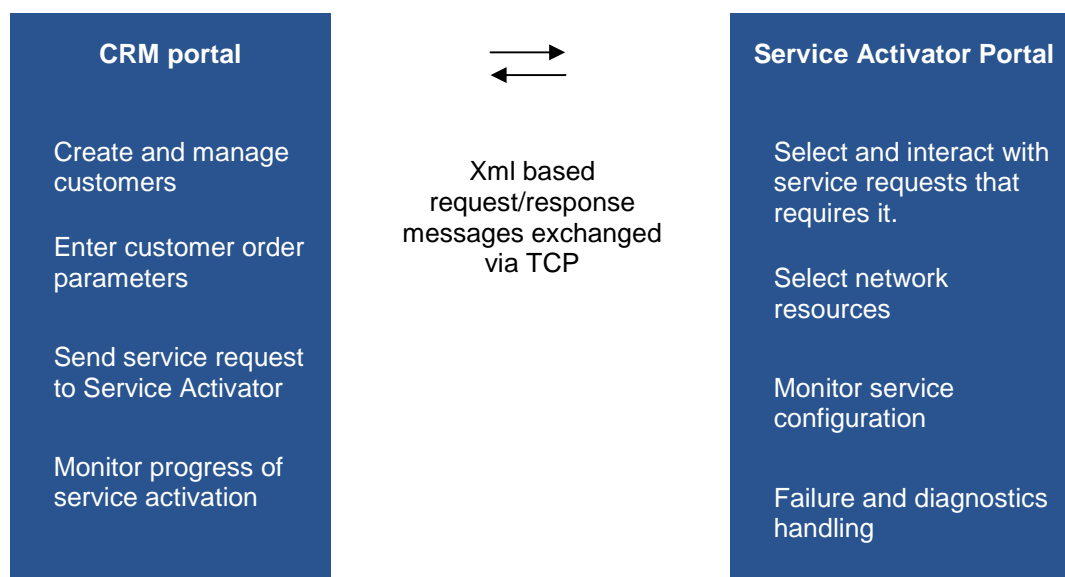 CRM portal
Create and manage
customers
Enter customer order
parameters
Send service request
to Service Activator
Monitor progress of
service activation
Xml based
request/response
messages exchanged
via TCP
Service Activator Portal
Select and interact with
service requests that
requires it.
Select network
resources
Monitor service
configuration
Failure and diagnostics
handling